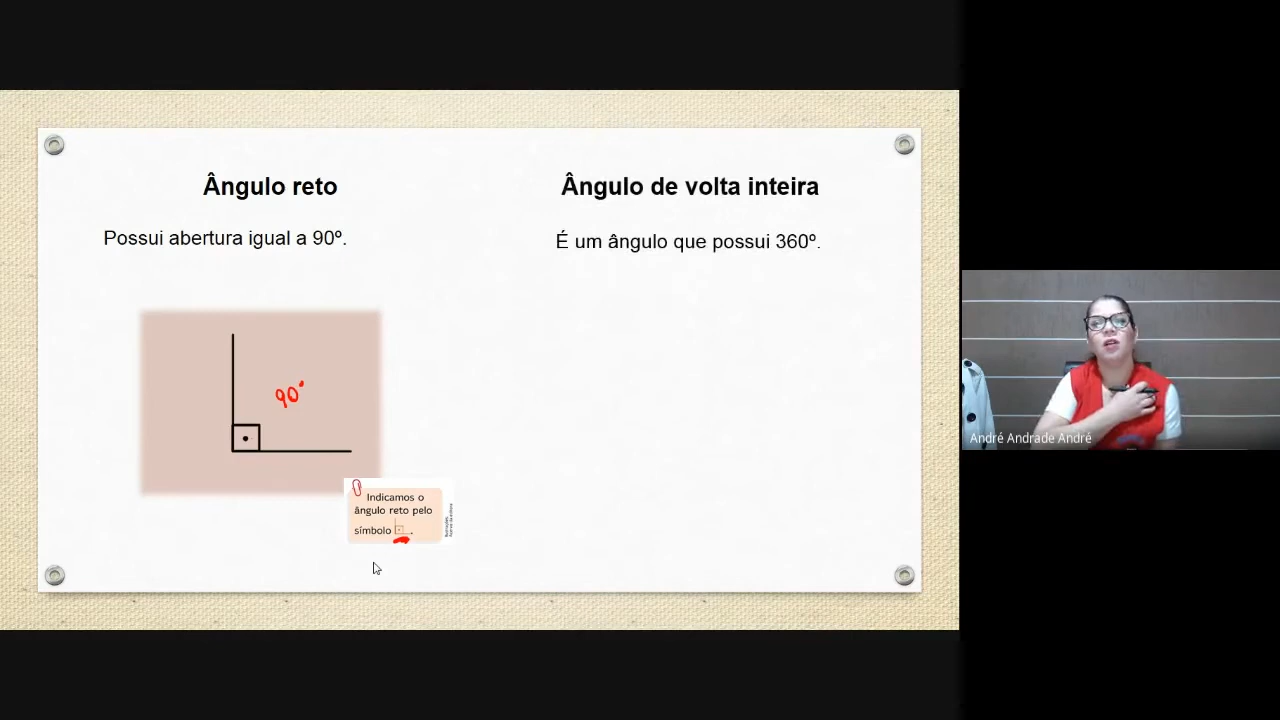 Ângulo reto
Possui abertura igual a 90º.
90°
Indicamos o
ângulo reto pelo
símbolo .
Ângulo de volta inteira
É um ângulo que possui 360º.
André Andrade André